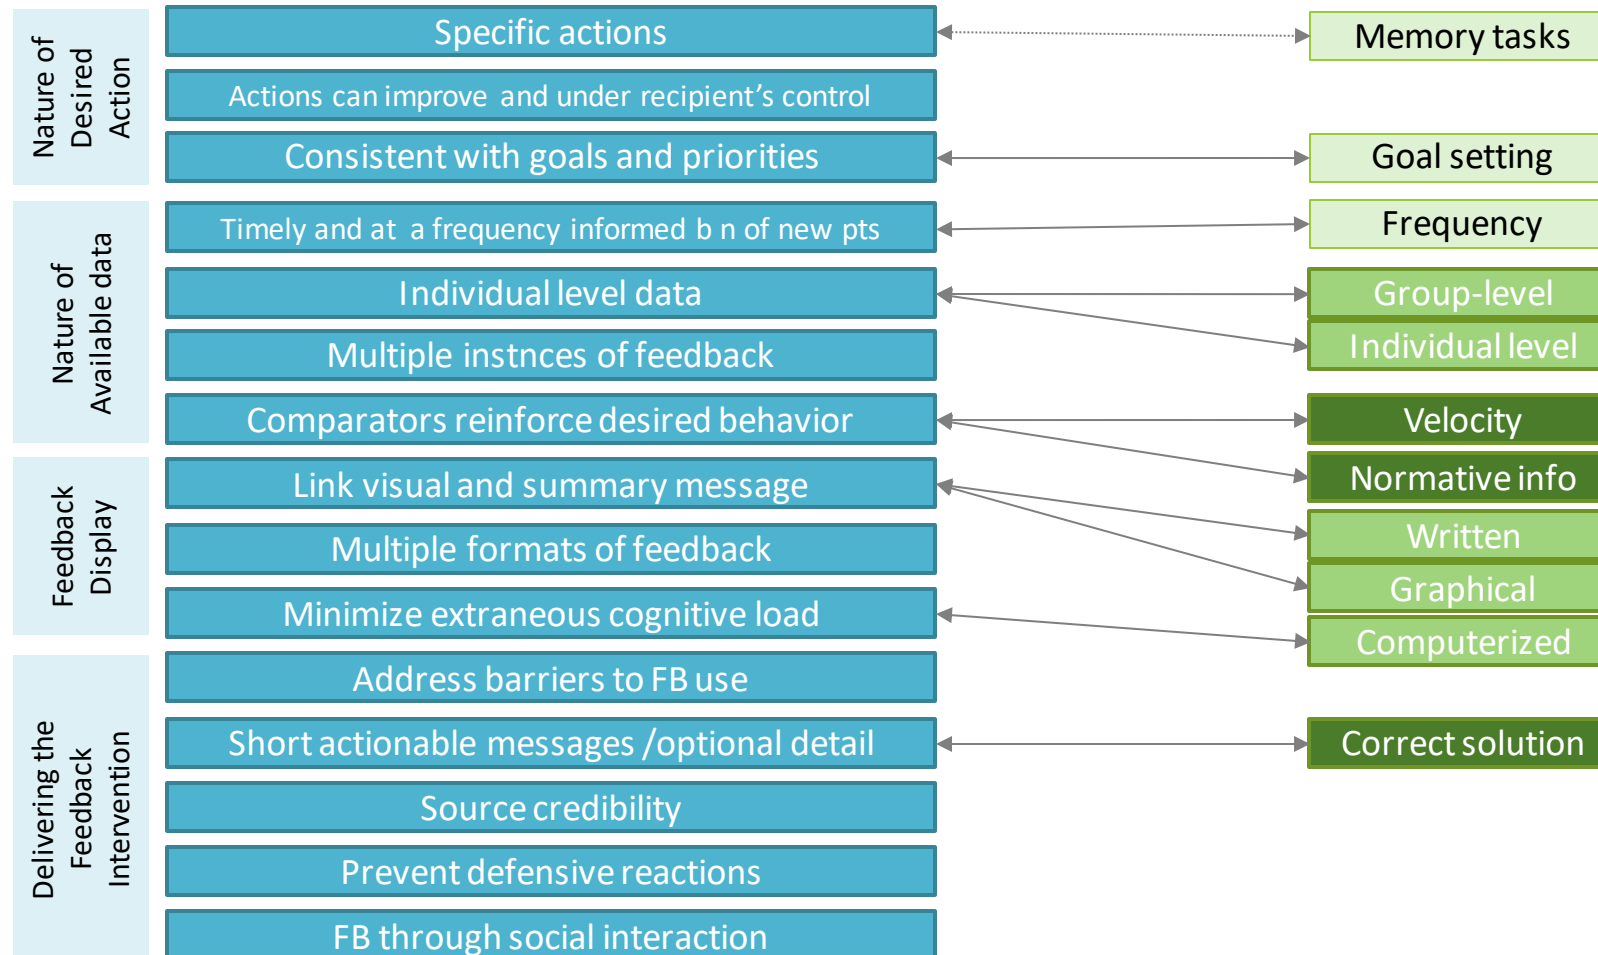 Nature of
Desired
Action
Specific actions
Actions can improve and under recipient's control
Consistent with goals and priorities
Memory tasks
Goal setting
Nature of
Available data
Timely and at a frequency informed b n of new pts
Individual level data
Multiple instnces of feedback
Comparators reinforce desired behavior
Frequency
Group-level
Individual level
Velocity
Feedback
Display
Link visual and summary message
Multiple formats of feedback
Minimize extraneous cognitive load
Normative info
Written
Graphical
Computerized
Delivering the
Feedback
Intervention
Address barriers to FB use
Short actionable messages /optional detail
Source credibility
Prevent defensive reactions
FB through social interaction
Correct solution